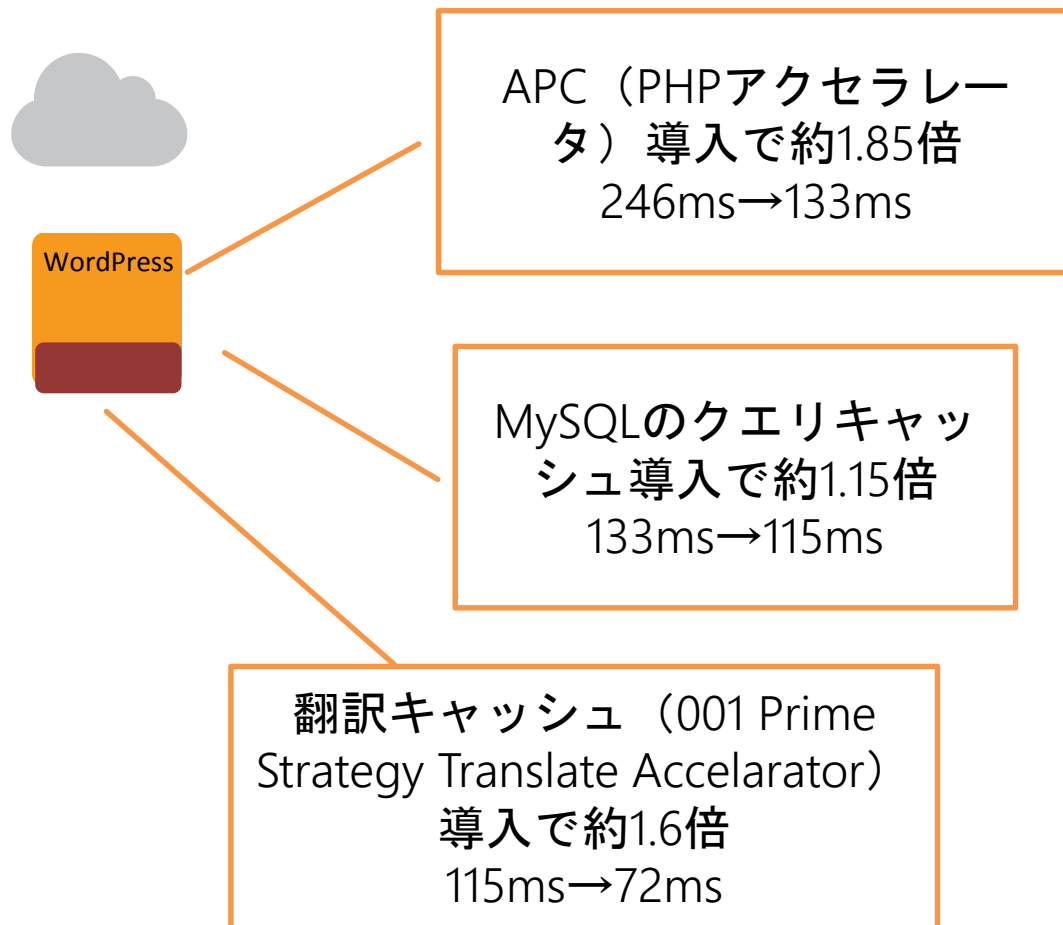 WordPress
APC（PHPアクセラレー
タ）導入で約1.85倍
246ms→133ms
MySQLのクエリキャッ
シュ導入で約1.15倍
133ms→115ms
翻訳キャッシュ（001 Prime
Strategy Translate Accelarator）
導入で約1.6倍
115ms→72ms